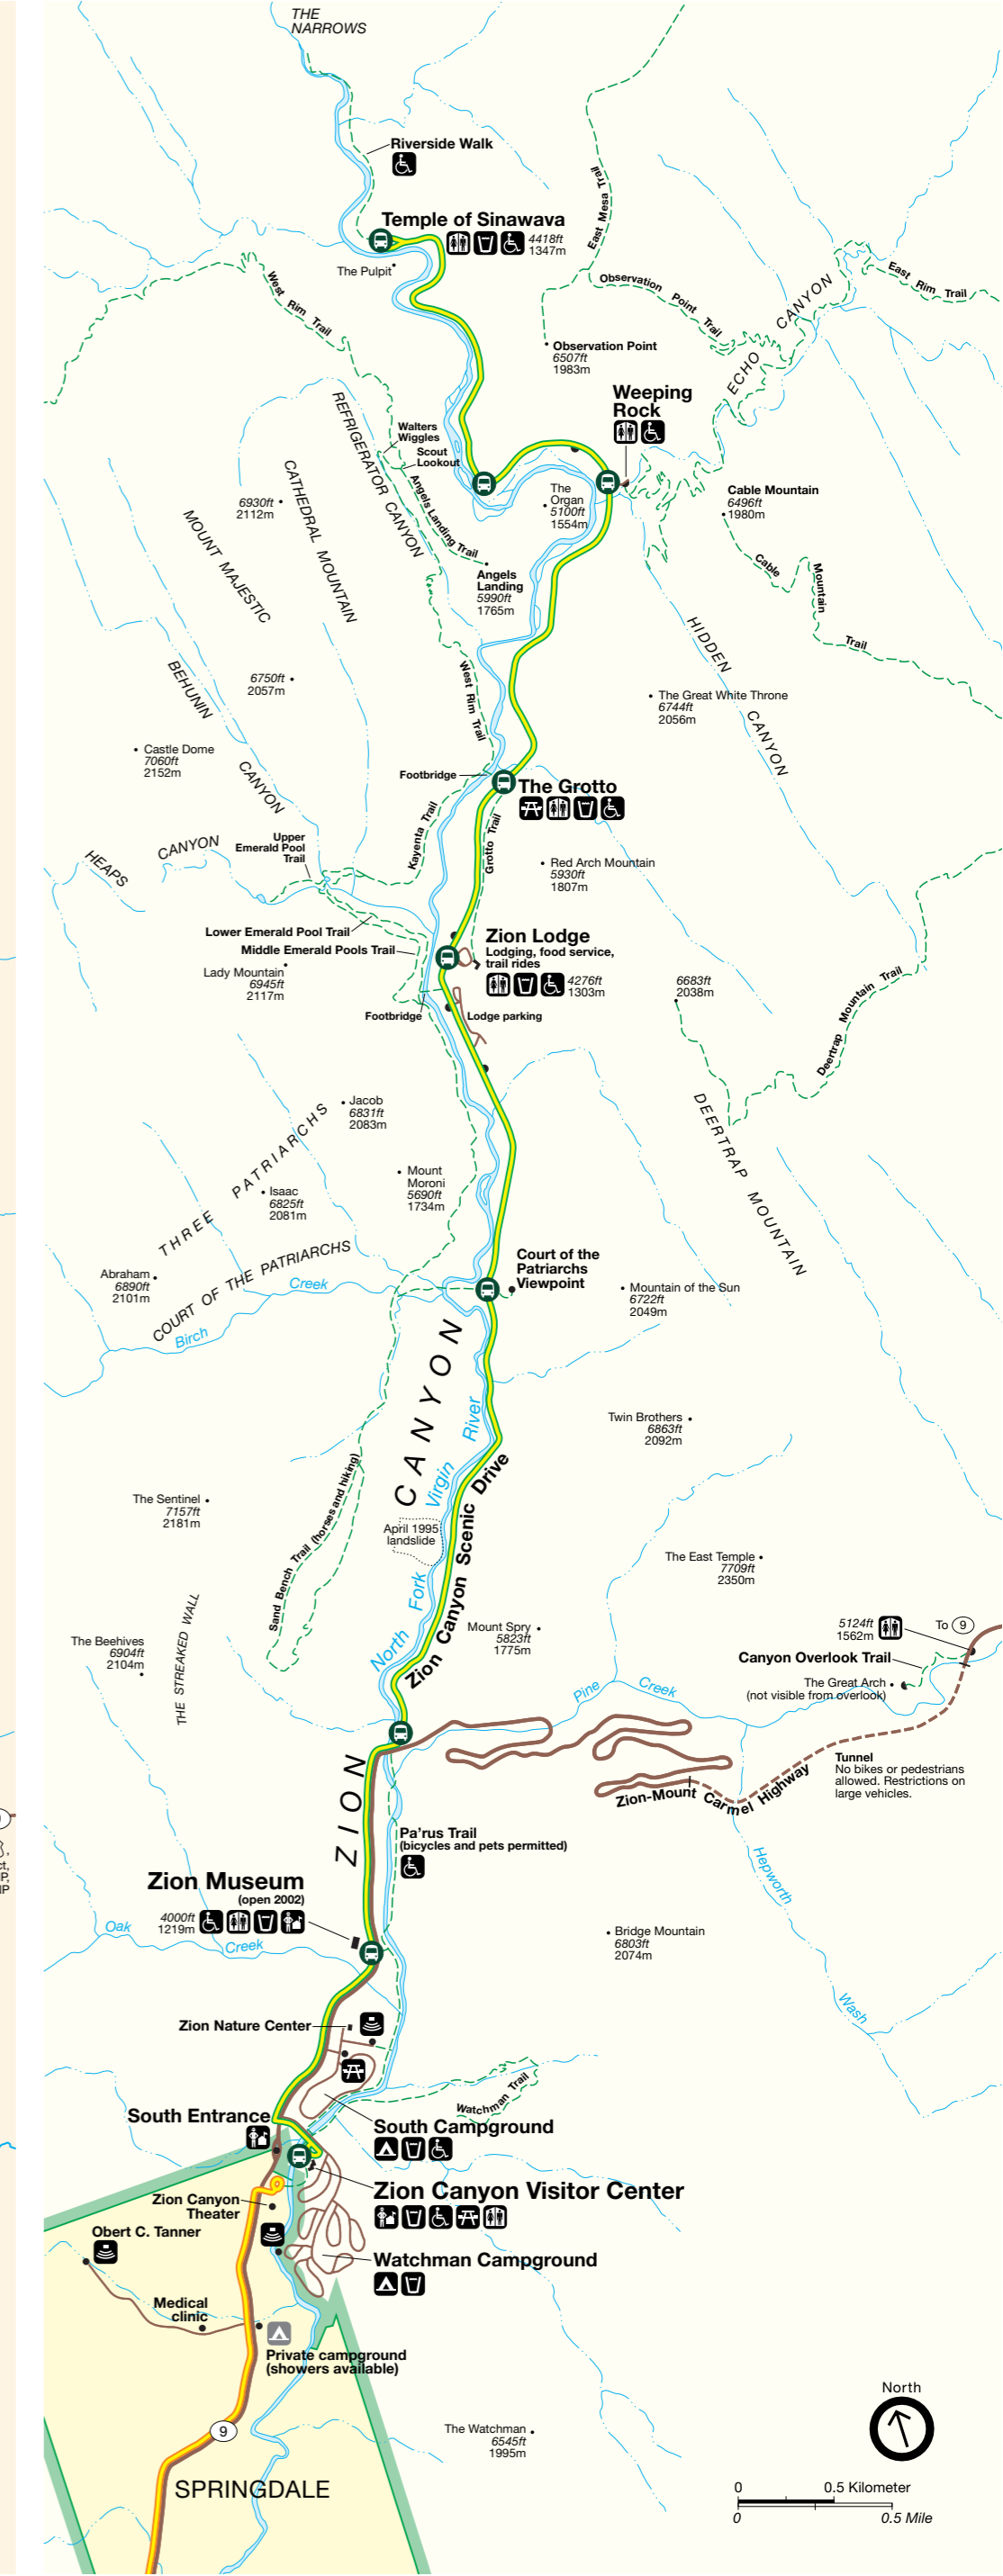 THE
NARROWS
Riverside Walk
Temple of Sinawava
4418ft
1347m
The Pulpit
East Mesa Trail
West Rim Trail
Observation Point Trail
East Rim Trail
ECHO CANYON
Observation Point
6507ft
1983m
Weeping
Rock
REFRIGERATOR CANYON
Walters
Wiggles
Scout
Lookout
Angels Landing Trail
The
Organ
5100ft
1554m
Cable Mountain
6496ft
1980m
Cable Mountain Trail
6930ft
2112m
CATHEDRAL MOUNTAIN
MOUNT MAJESTIC
Angels
Landing
5990ft
1765m
HIDDEN CANYON
BEHUNIN CANYON
6750ft
2057m
West Rim Trail
The Great White Throne
6744ft
2056m
Castle Dome
7060ft
2152m
Footbridge
The Grotto
Kayenta Trail
Grotto Trail
HEAPS CANYON
Upper
Emerald Pool
Trail
Red Arch Mountain
5930ft
1807m
Lower Emerald Pool Trail
Middle Emerald Pools Trail
Zion Lodge
Lodging, food service,
trail rides
4276ft
1303m
Lady Mountain
6945ft
2117m
6683ft
2038m
Deertrap Mountain Trail
Footbridge
Lodge parking
DEERTRAP MOUNTAIN
Jacob
6831ft
2083m
THREE PATRIARCHS
Mount
Moroni
5690ft
1734m
Isaac
6825ft
2081m
COURT OF THE PATRIARCHS
Abraham
6890ft
2101m
Birch Creek
Court of the
Patriarchs
Viewpoint
Mountain of the Sun
6722ft
2049m
ZION CANYON
North Fork Virgin River
Zion Canyon Scenic Drive
Twin Brothers
6863ft
2092m
Sand Bench Trail (horses and hiking)
The Sentinel
7157ft
2181m
April 1995
landslide
The East Temple
7709ft
2350m
THE STREAKED WALL
The Beehives
6904ft
2104m
Mount Spry
5823ft
1775m
5124ft
1562m
To 9
Canyon Overlook Trail
The Great Arch
(not visible from overlook)
Pine Creek
Tunnel
No bikes or pedestrians
allowed. Restrictions on
large vehicles.
Zion-Mount Carmel Highway
Pa'rus Trail
(bicycles and pets permitted)
Hepworth Wash
Zion Museum
(open 2002)
4000ft
1219m
Oak Creek
Bridge Mountain
6803ft
2074m
Zion Nature Center
Watchman Trail
South Entrance
South Campground
Zion Canyon Visitor Center
Zion Canyon
Theater
Obert C. Tanner
Watchman Campground
Medical
clinic
Private campground
(showers available)
North
9
The Watchman
6545ft
1995m
SPRINGDALE
0 0.5 Kilometer
0 0.5 Mile